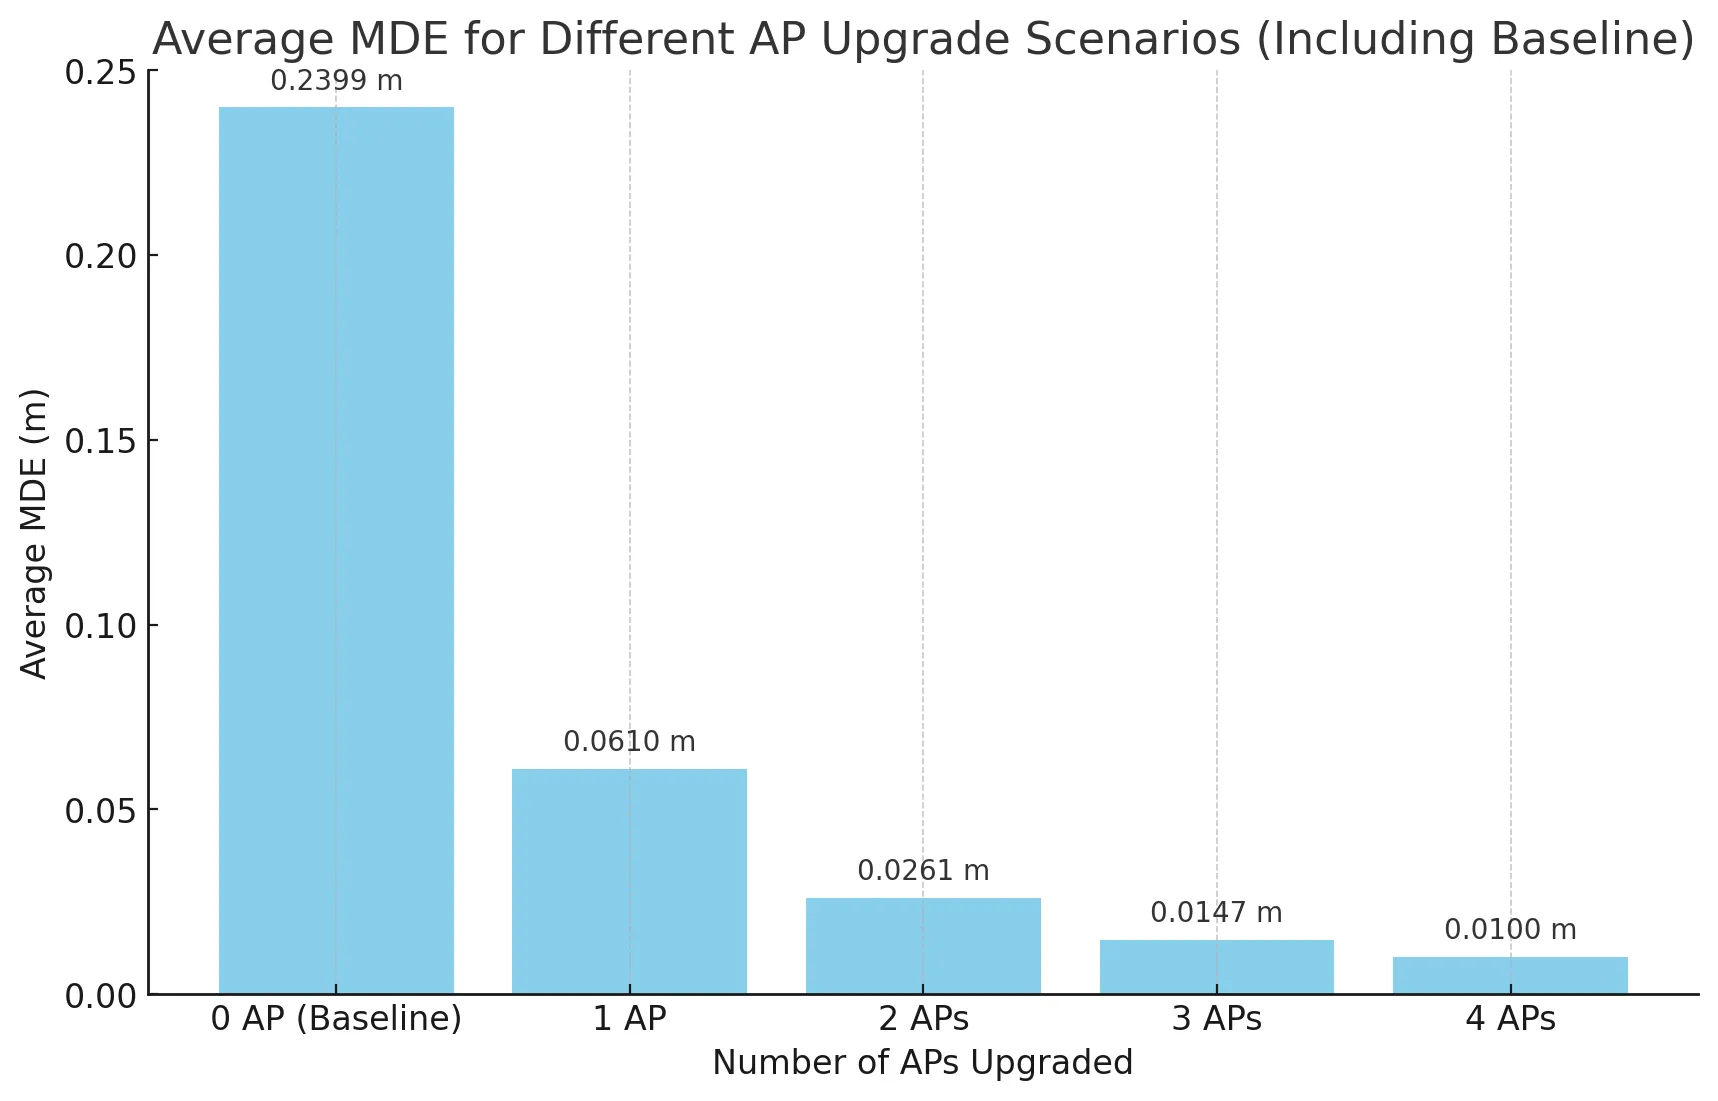 Average MDE for Different AP Upgrade Scenarios (Including Baseline)
0.25
0.20
0.15
0.10
0.05
0.00
Average MDE (m)
0.2399 m
0.0610 m
0.0261 m
0.0147 m
0.0100 m
0 AP (Baseline)
1 AP
2 APs
3 APs
4 APs
Number of APs Upgraded